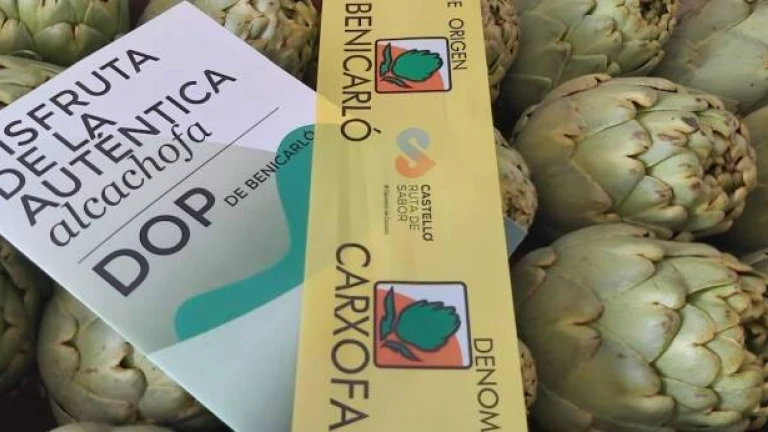 ISFRUTA
DE LA
AUTÉNTICA
alcachofa
DOP
DE BENICARLÓ
E ORIGEN
BENICARLÓ
CASTELLÓ
RUTA DE
SABOR
CARXOFA
DENOM